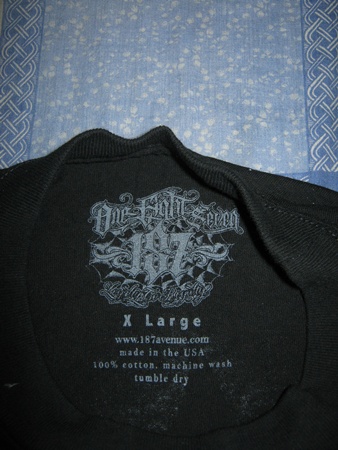 One Eight Seven
187
X Large
www.187avenue.com
made in the USA
100% cotton. machine wash
tumble dry